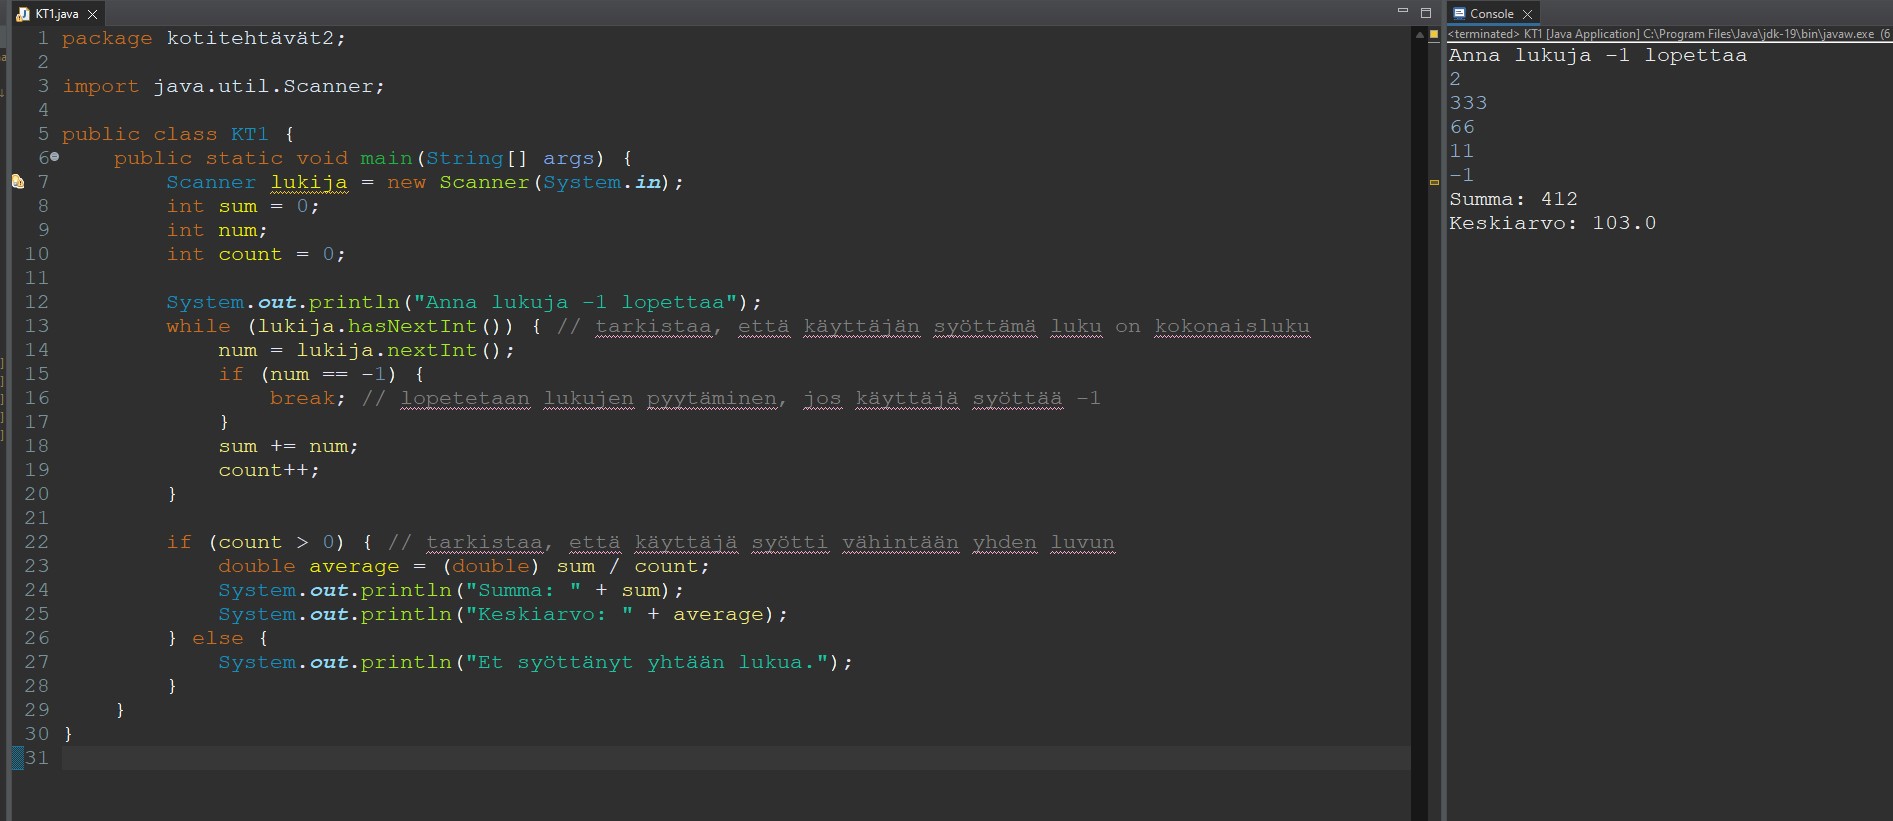 KT1.java
1 package kotitehtävät2;
2
3 import java.util.Scanner;
4
5 public class KT1 {
6 public static void main(String[] args) {
7 Scanner lukija = new Scanner(System.in);
8 int sum = 0;
9 int num;
10 int count = 0;
11
12 System.out.println("Anna lukuja -1 lopettaa");
13 while (lukija.hasNextInt()) { // tarkistaa, että käyttäjän syöttämä luku on kokonaisluku
14 num = lukija.nextInt();
15 if (num == -1) {
16 break; // lopetetaan lukujen pyytäminen, jos käyttäjä syöttää -1
17 }
18 sum += num;
19 count++;
20 }
21
22 if (count > 0) { // tarkistaa, että käyttäjä syötti vähintään yhden luvun
23 double average = (double) sum / count;
24 System.out.println("Summa: " + sum);
25 System.out.println("Keskiarvo: " + average);
26 } else {
27 System.out.println("Et syöttänyt yhtään lukua.");
28 }
29 }
30 }
31
Console
<terminated> KT1 [Java Application] C:\Program Files\Java\jdk-19\bin\javaw.exe (6
Anna lukuja -1 lopettaa
2
333
66
11
-1
Summa: 412
Keskiarvo: 103.0